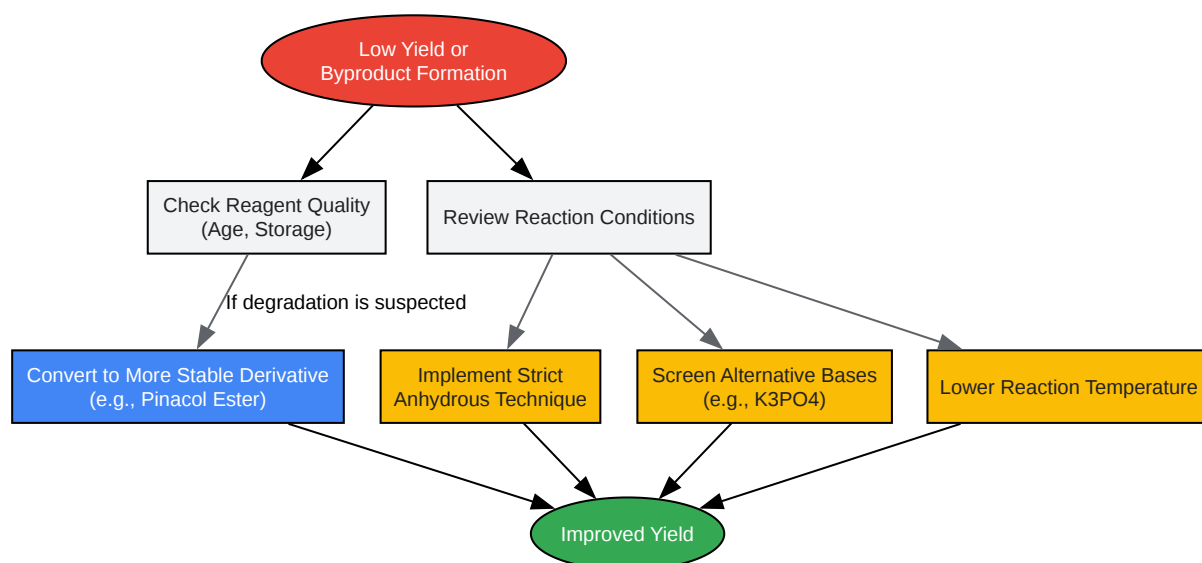 Low Yield or
Byproduct Formation
Check Reagent Quality
(Age, Storage)
Review Reaction Conditions
If degradation is suspected
Convert to More Stable Derivative
(e.g., Pinacol Ester)
Implement Strict
Anhydrous Technique
Screen Alternative Bases
(e.g., K3PO4)
Lower Reaction Temperature
Improved Yield